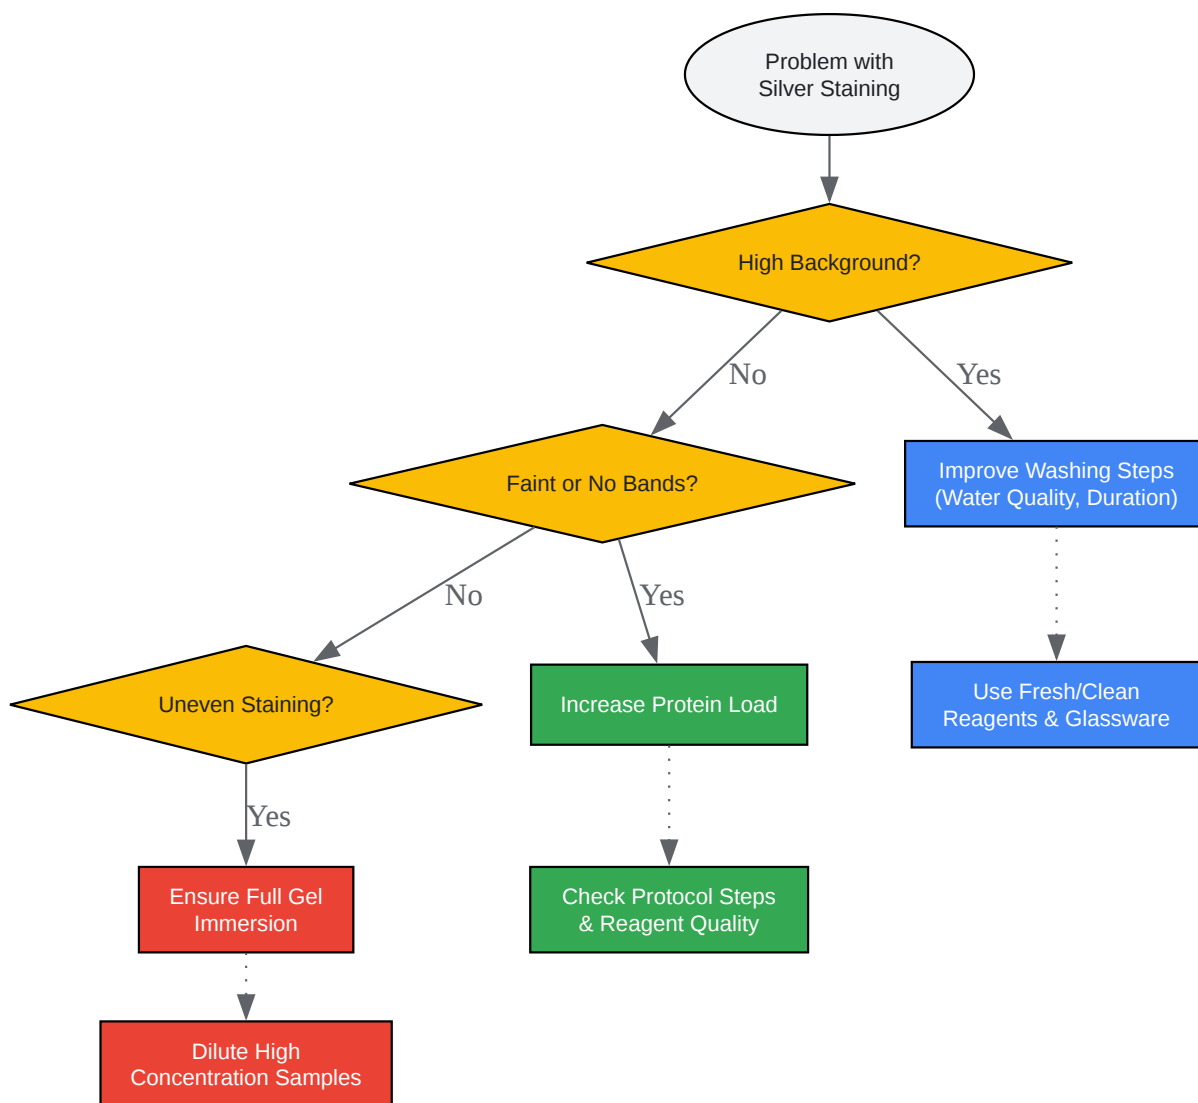 Problem with
Silver Staining
High Background?
No
Yes
Faint or No Bands?
Improve Washing Steps
(Water Quality, Duration)
No
Yes
Uneven Staining?
Increase Protein Load
Use Fresh/Clean
Reagents & Glassware
Yes
Ensure Full Gel
Immersion
Check Protocol Steps
& Reagent Quality
Dilute High
Concentration Samples